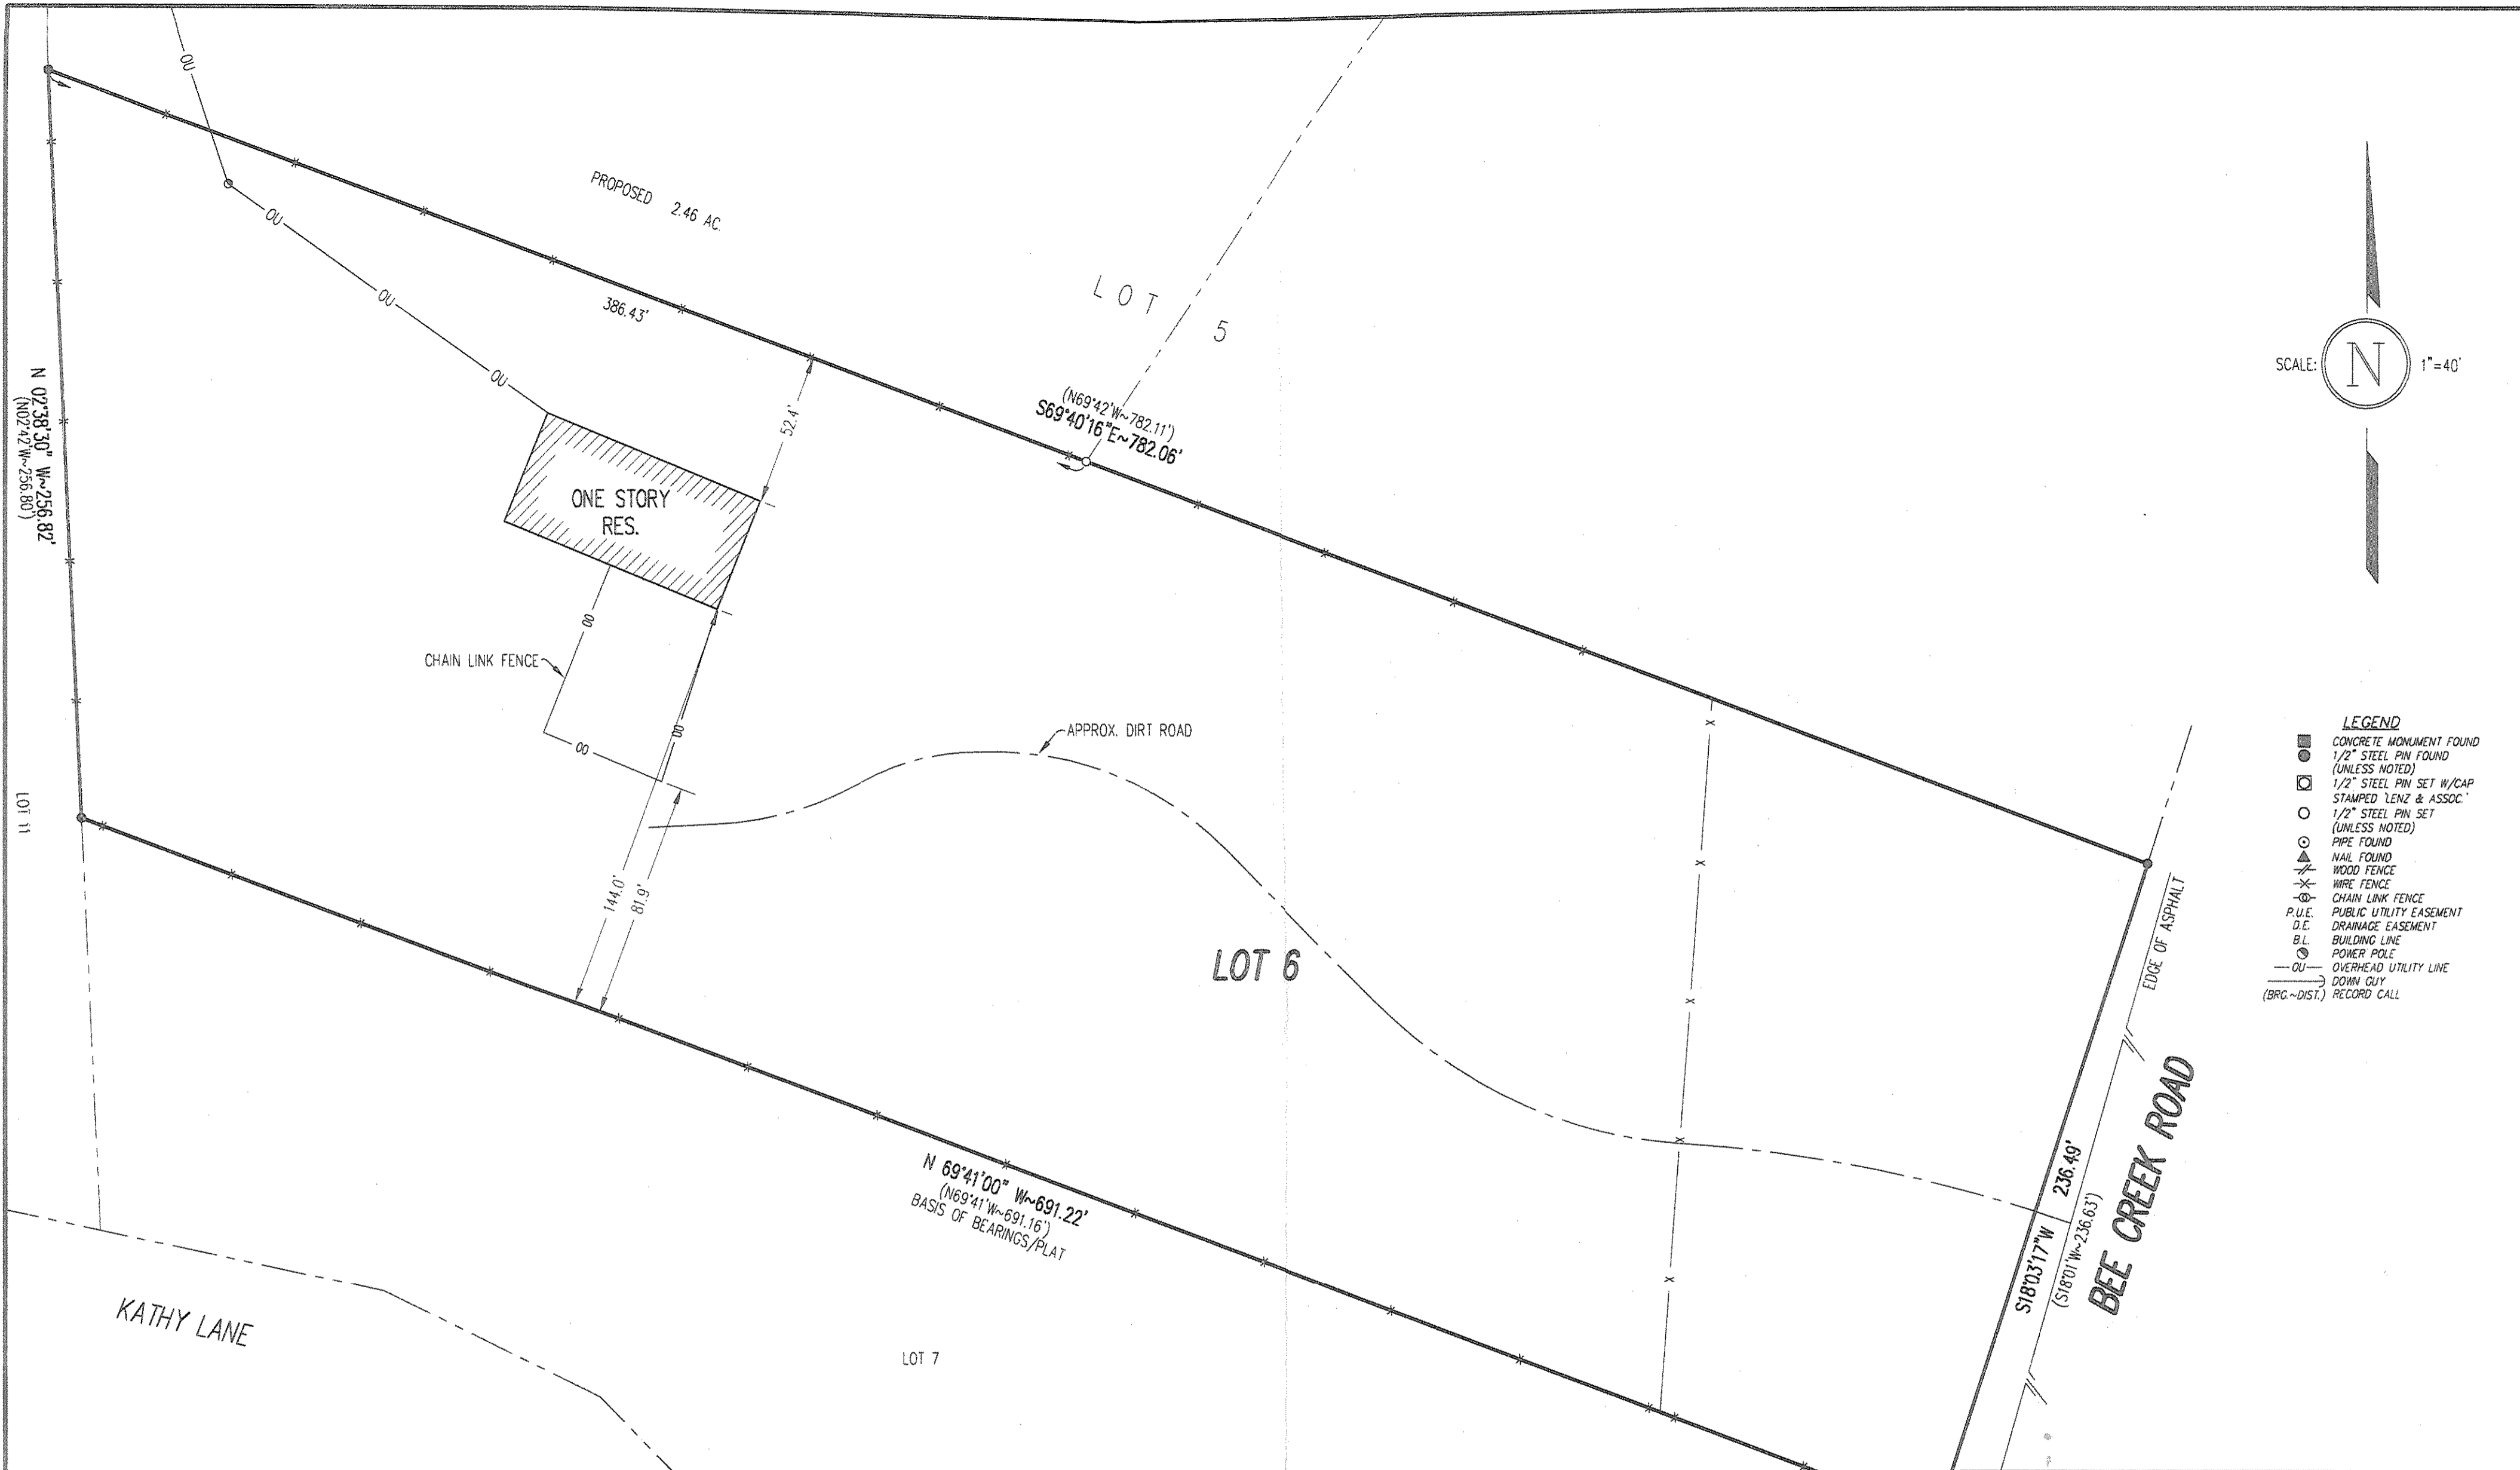 OU
PROPOSED 2.46 AC.
OU
OU
386.43'
LOT
5
OU
(N69°42'W~782.11')
S69°40'16"E~782.06'
52.4'
ONE STORY
RES.
N 02°38'30" W~256.82'
(N02°42'W~256.80')
CHAIN LINK FENCE
APPROX. DIRT ROAD
LOT 11
144.0'
81.9'
LOT 6
N 69°41'00" W~691.22'
(N69°41'W~691.16')
BASIS OF BEARINGS/PLAT
KATHY LANE
LOT 7
EDGE OF ASPHALT
S18°03'17"W 236.49'
(S18°01'W~236.63')
BEE CREEK ROAD
SCALE: N 1"=40'
LEGEND
CONCRETE MONUMENT FOUND
1/2" STEEL PIN FOUND
(UNLESS NOTED)
1/2" STEEL PIN SET W/CAP
STAMPED 'LENZ & ASSOC.'
1/2" STEEL PIN SET
(UNLESS NOTED)
PIPE FOUND
NAIL FOUND
WOOD FENCE
WIRE FENCE
CHAIN LINK FENCE
P.U.E. PUBLIC UTILITY EASEMENT
D.E. DRAINAGE EASEMENT
B.L. BUILDING LINE
POWER POLE
OU OVERHEAD UTILITY LINE
DOWN GUY
(BRG.~DIST.) RECORD CALL